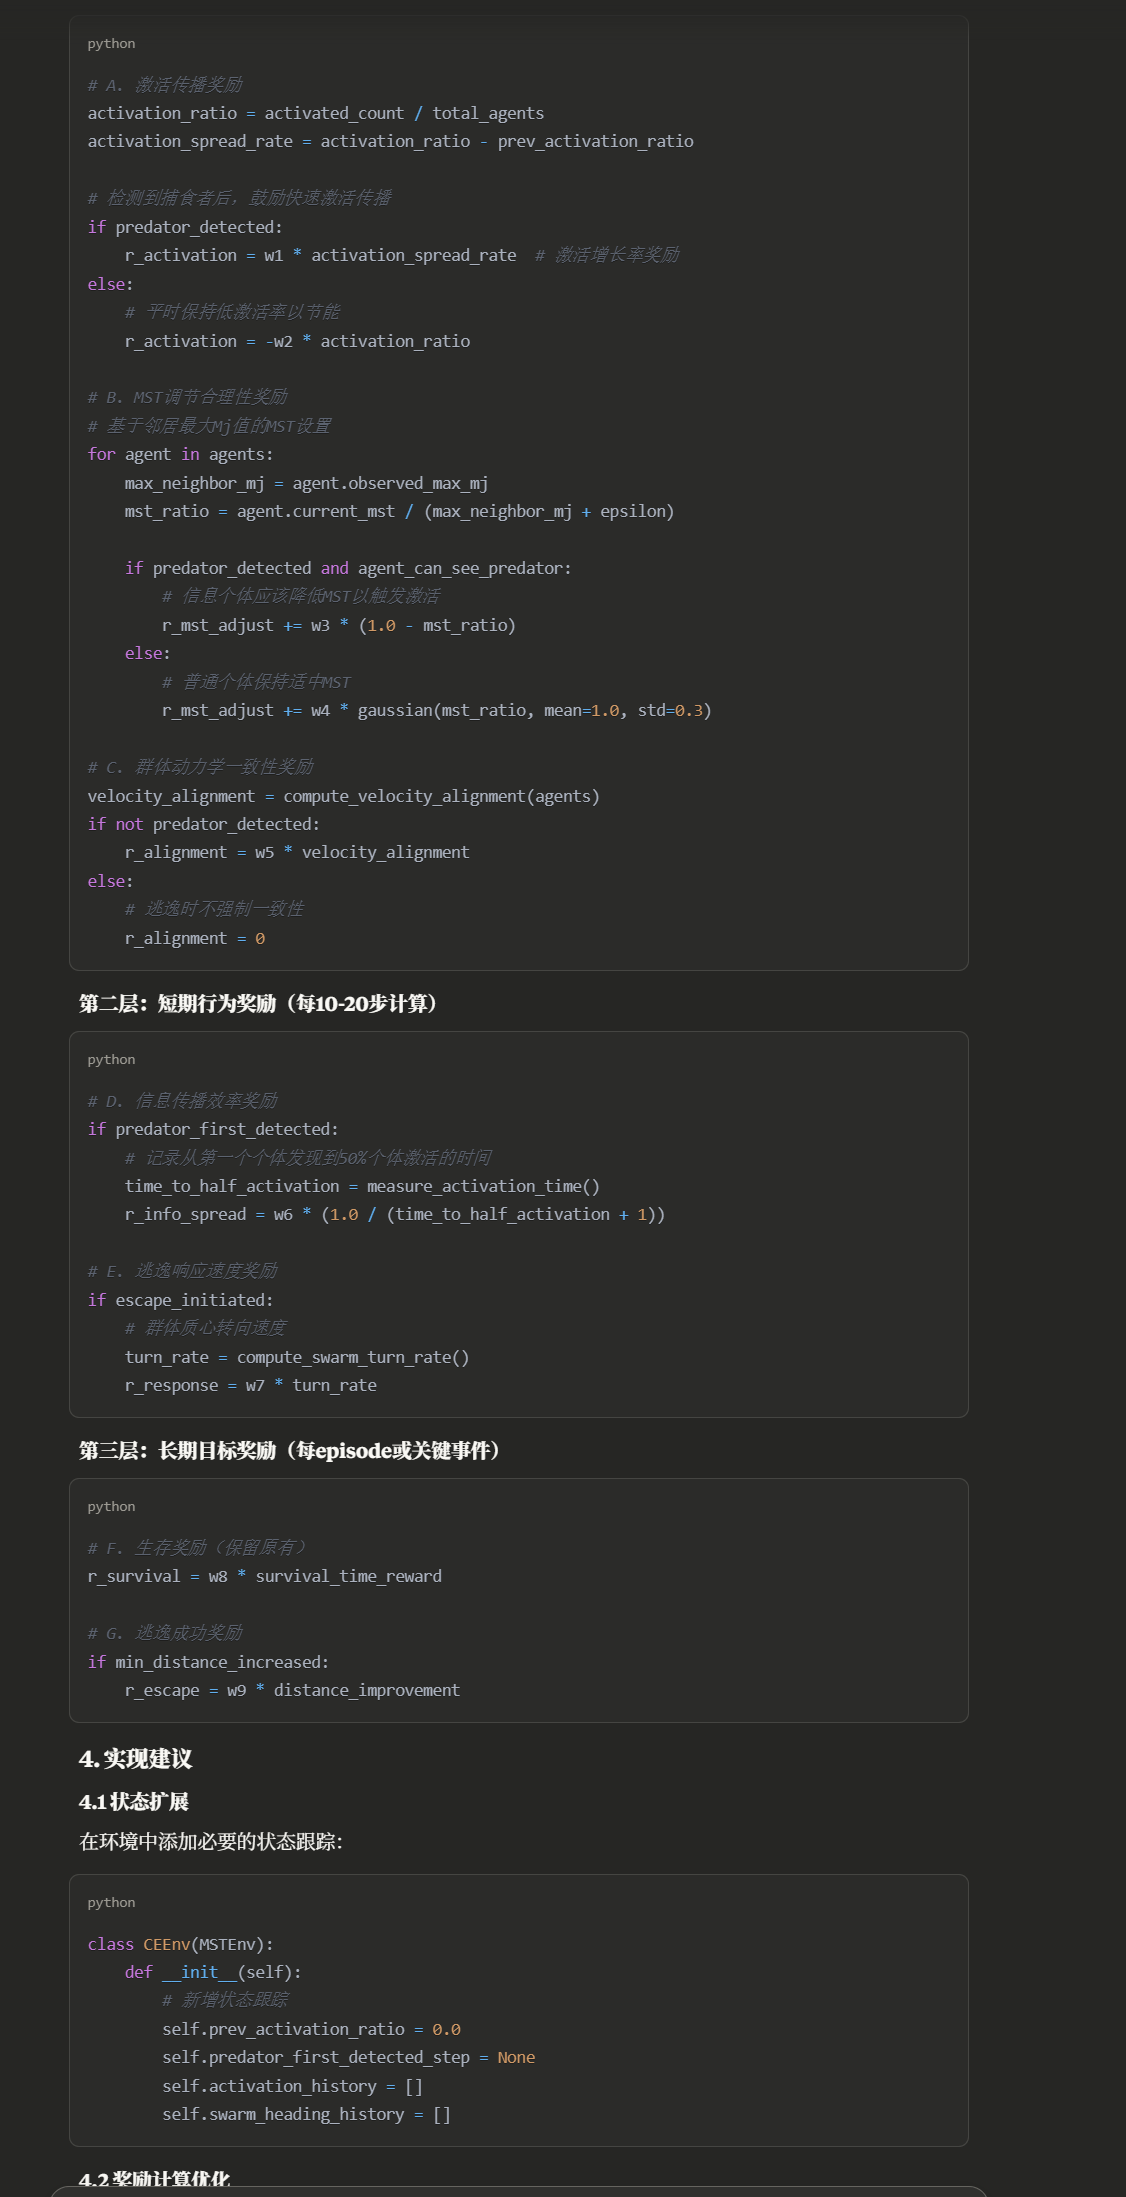 python
# A. 激活传播奖励
activation_ratio = activated_count / total_agents
activation_spread_rate = activation_ratio - prev_activation_ratio
# 检测到捕食者后，鼓励快速激活传播
if predator_detected:
    r_activation = w1 * activation_spread_rate  # 激活增长率奖励
else:
    # 平时保持低激活率以节能
    r_activation = -w2 * activation_ratio
# B. MST调节合理性奖励
# 基于邻居最大Mj值的MST设置
for agent in agents:
    max_neighbor_mj = agent.observed_max_mj
    mst_ratio = agent.current_mst / (max_neighbor_mj + epsilon)
    if predator_detected and agent_can_see_predator:
        # 信息个体应该降低MST以触发激活
        r_mst_adjust += w3 * (1.0 - mst_ratio)
    else:
        # 普通个体保持适中MST
        r_mst_adjust += w4 * gaussian(mst_ratio, mean=1.0, std=0.3)
# C. 群体动力学一致性奖励
velocity_alignment = compute_velocity_alignment(agents)
if not predator_detected:
    r_alignment = w5 * velocity_alignment
else:
    # 逃逸时不强制一致性
    r_alignment = 0
第二层：短期行为奖励（每10-20步计算）
python
# D. 信息传播效率奖励
if predator_first_detected:
    # 记录从第一个个体发现到50%个体激活的时间
    time_to_half_activation = measure_activation_time()
    r_info_spread = w6 * (1.0 / (time_to_half_activation + 1))
# E. 逃逸响应速度奖励
if escape_initiated:
    # 群体质心转向速度
    turn_rate = compute_swarm_turn_rate()
    r_response = w7 * turn_rate
第三层：长期目标奖励（每episode或关键事件）
python
# F. 生存奖励（保留原有）
r_survival = w8 * survival_time_reward
# G. 逃逸成功奖励
if min_distance_increased:
    r_escape = w9 * distance_improvement
4. 实现建议
4.1 状态扩展
在环境中添加必要的状态跟踪：
python
class CEEnv(MSTEnv):
    def __init__(self):
        # 新增状态跟踪
        self.prev_activation_ratio = 0.0
        self.predator_first_detected_step = None
        self.activation_history = []
        self.swarm_heading_history = []
4.2 奖励计算优化